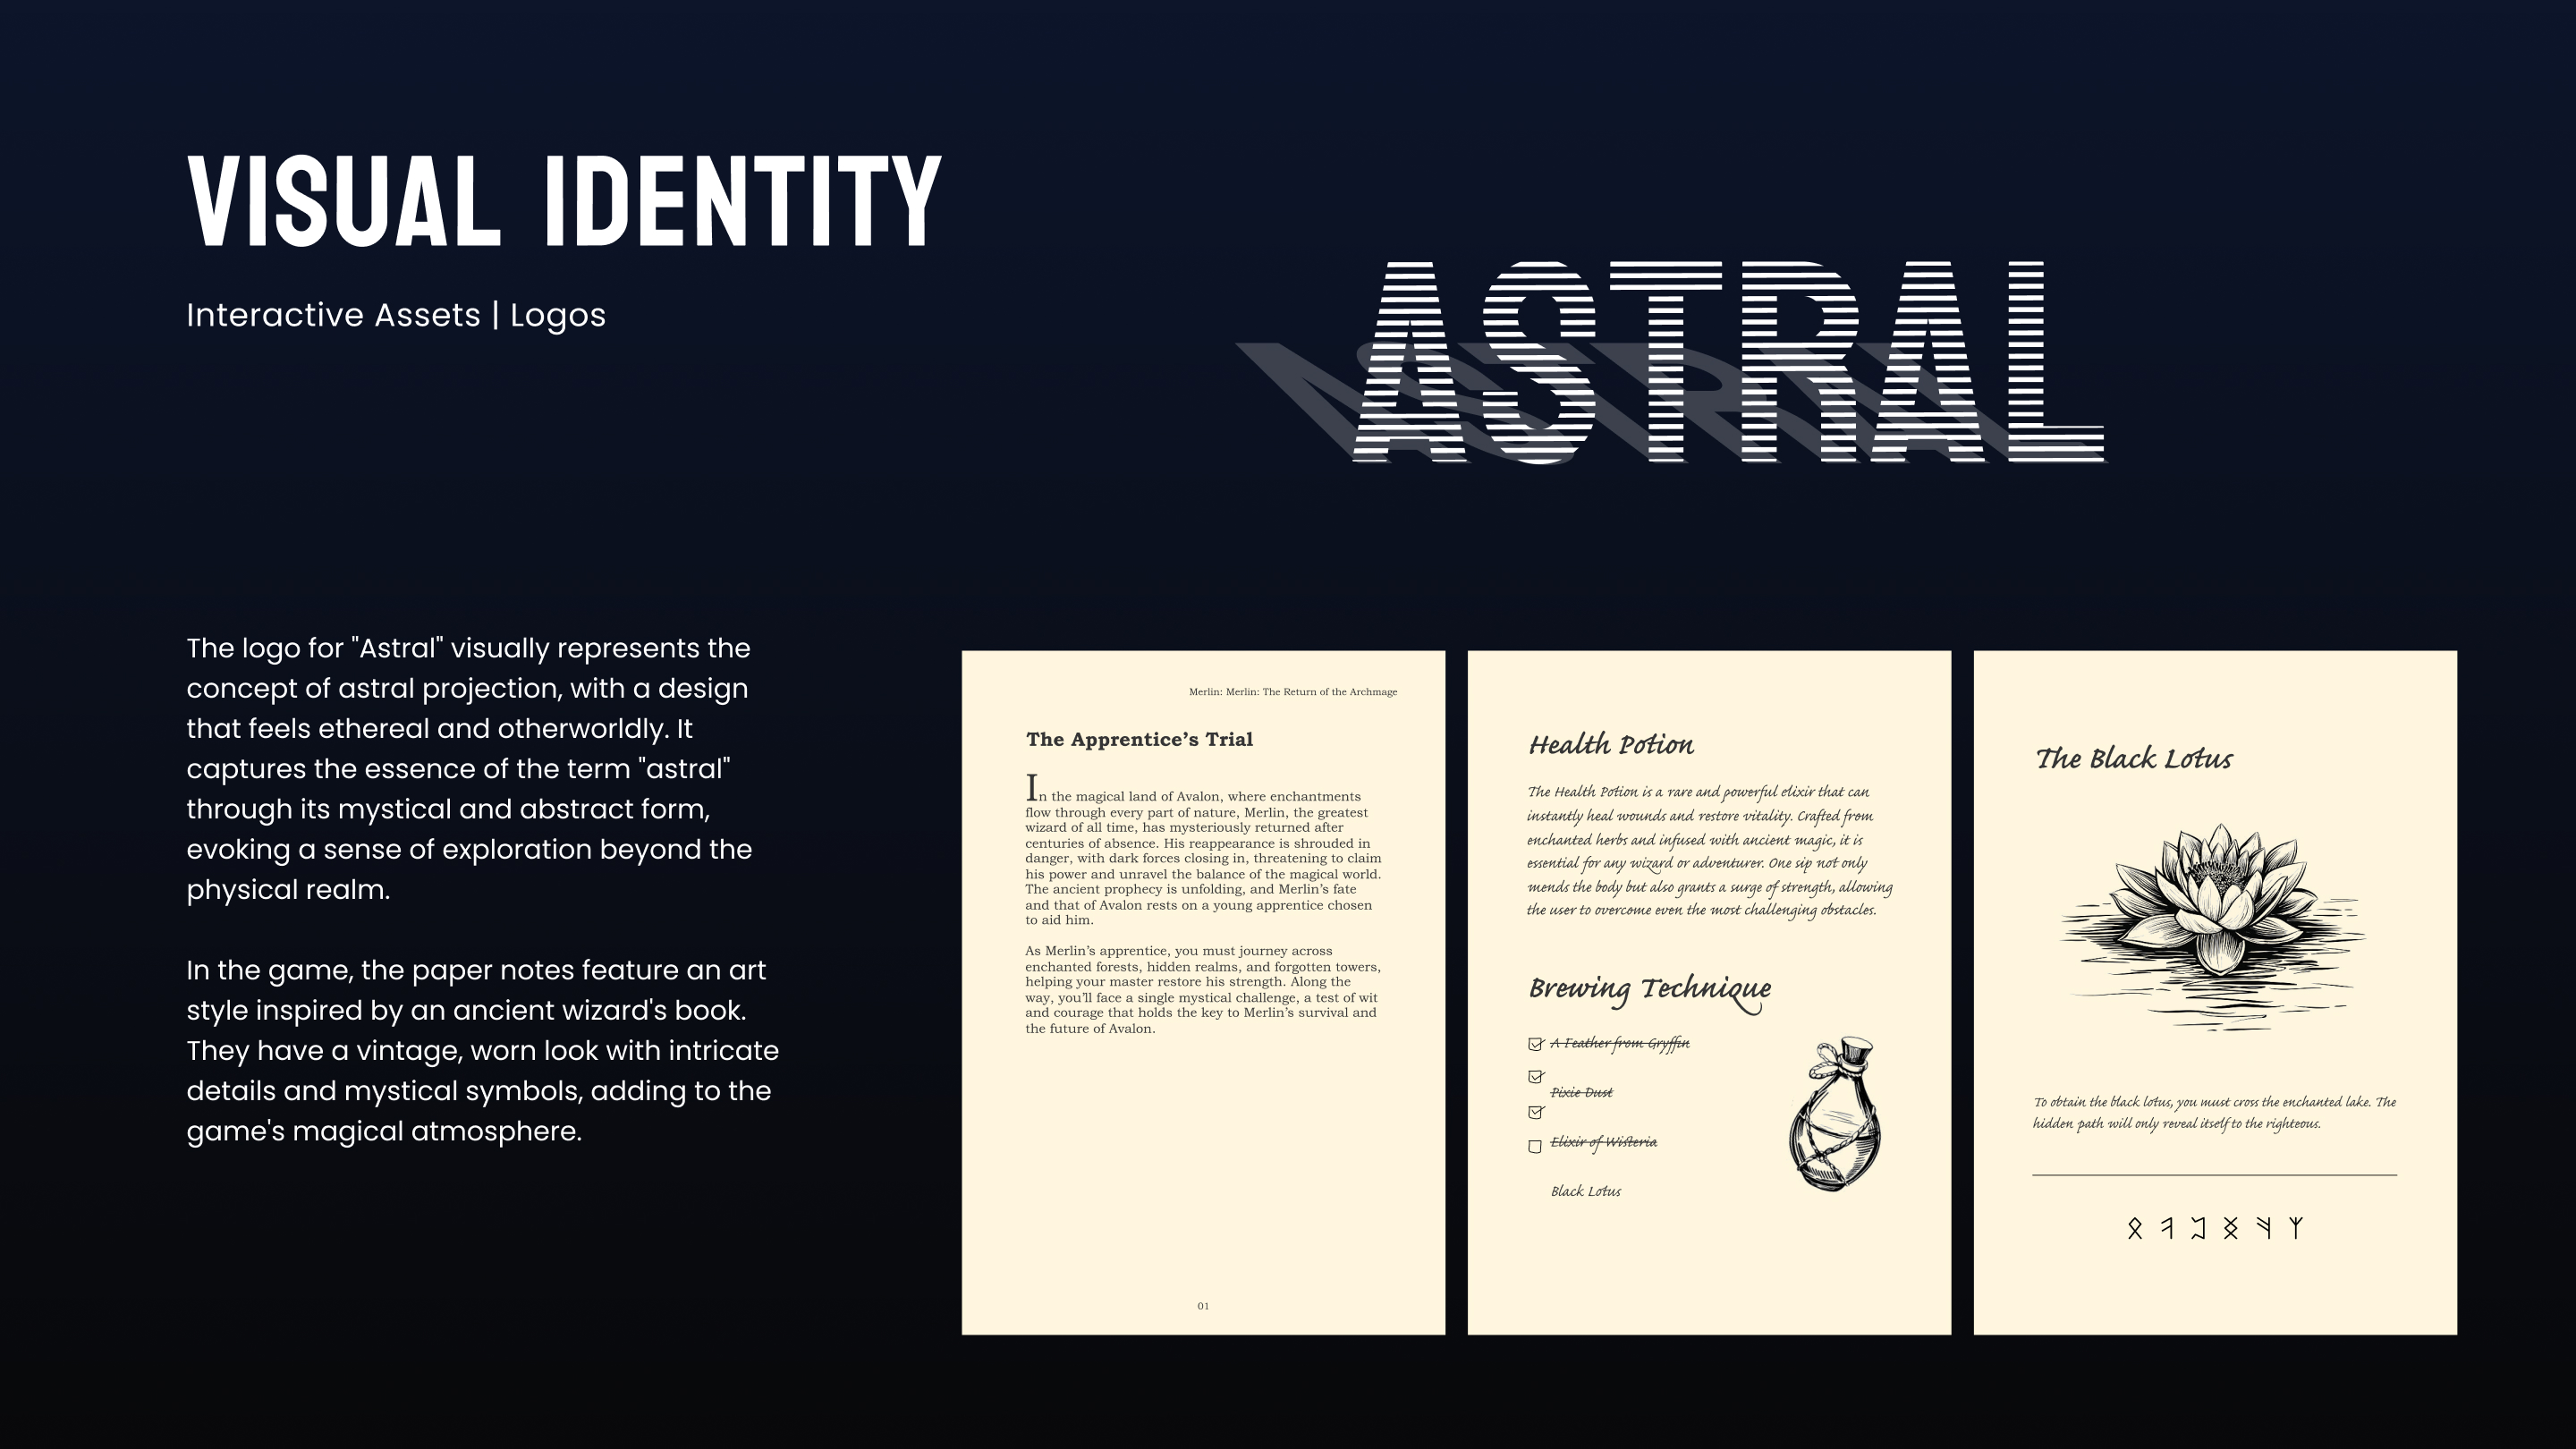 VISUAL IDENTITY
Interactive Assets | Logos
ASTRAL
The logo for "Astral" visually represents the
concept of astral projection, with a design
that feels ethereal and otherworldly. It
captures the essence of the term "astral"
through its mystical and abstract form,
evoking a sense of exploration beyond the
physical realm.
In the game, the paper notes feature an art
style inspired by an ancient wizard's book.
They have a vintage, worn look with intricate
details and mystical symbols, adding to the
game's magical atmosphere.
Merlin: Merlin: The Return of the Archmage
The Apprentice’s Trial
In the magical land of Avalon, where enchantments
flow through every part of nature, Merlin, the greatest
wizard of all time, has mysteriously returned after
centuries of absence. His reappearance is shrouded in
danger, with dark forces closing in, threatening to claim
his power and unravel the balance of the magical world.
The ancient prophecy is unfolding, and Merlin’s fate
and that of Avalon rests on a young apprentice chosen
to aid him.
As Merlin’s apprentice, you must journey across
enchanted forests, hidden realms, and forgotten towers,
helping your master restore his strength. Along the
way, you’ll face a single mystical challenge, a test of wit
and courage that holds the key to Merlin’s survival and
the future of Avalon.
01
Health Potion
The Health Potion is a rare and powerful elixir that can
instantly heal wounds and restore vitality. Crafted from
enchanted herbs and infused with ancient magic, it is
essential for any wizard or adventurer. One sip not only
mends the body but also grants a surge of strength, allowing
the user to overcome even the most challenging obstacles.
Brewing Technique
A Feather from Gryffin
Pixie Dust
Elixir of Wisteria
Black Lotus
The Black Lotus
To obtain the black lotus, you must cross the enchanted lake. The
hidden path will only reveal itself to the righteous.